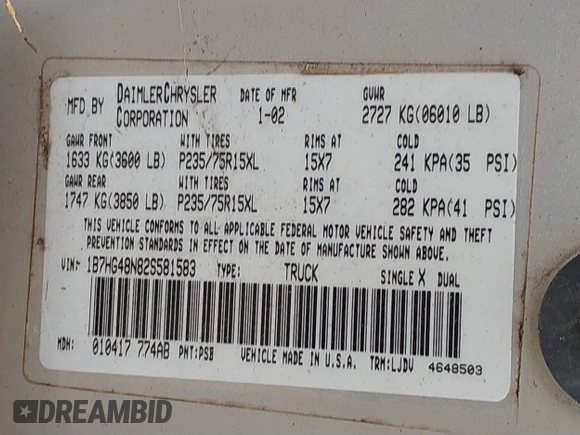 MFD BY DAIMLERCHRYSLER CORPORATION DATE OF MFR 1-02 GVWR 2727 KG(06010 LB)
GAWR FRONT WITH TIRES RIMS AT COLD
1633 KG(3600 LB) P235/75R15XL 15X7 241 KPA(35 PSI)
GAWR REAR WITH TIRES RIMS AT COLD
1747 KG(3850 LB) P235/75R15XL 15X7 282 KPA(41 PSI)
THIS VEHICLE CONFORMS TO ALL APPLICABLE FEDERAL MOTOR VEHICLE SAFETY AND THEFT
PREVENTION STANDARDS IN EFFECT ON THE DATE OF MANUFACTURE SHOWN ABOVE.
VIN: 1B7HG48N82S581583 TYPE: TRUCK SINGLE X DUAL
MDH: 010417 774AB PNT:PSB VEHICLE MADE IN U.S.A. TRM:LJDV 4648503
DREAMBID